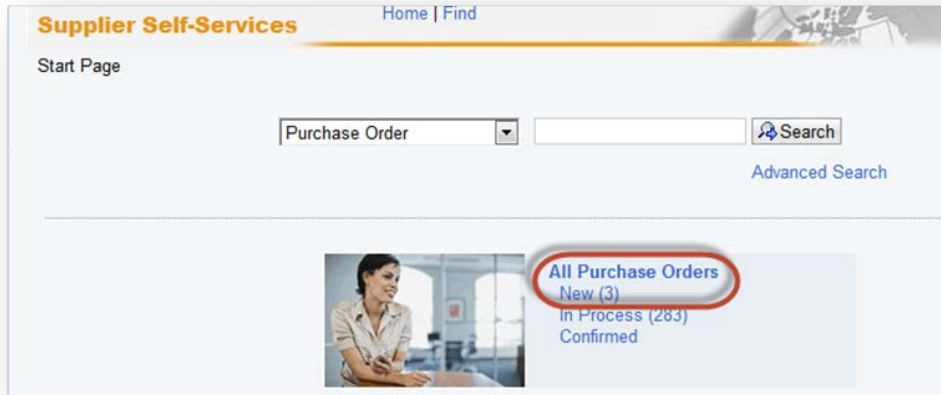 Supplier Self-Services
Home | Find
Start Page
Purchase Order
Search
Advanced Search
All Purchase Orders
New (3)
In Process (283)
Confirmed